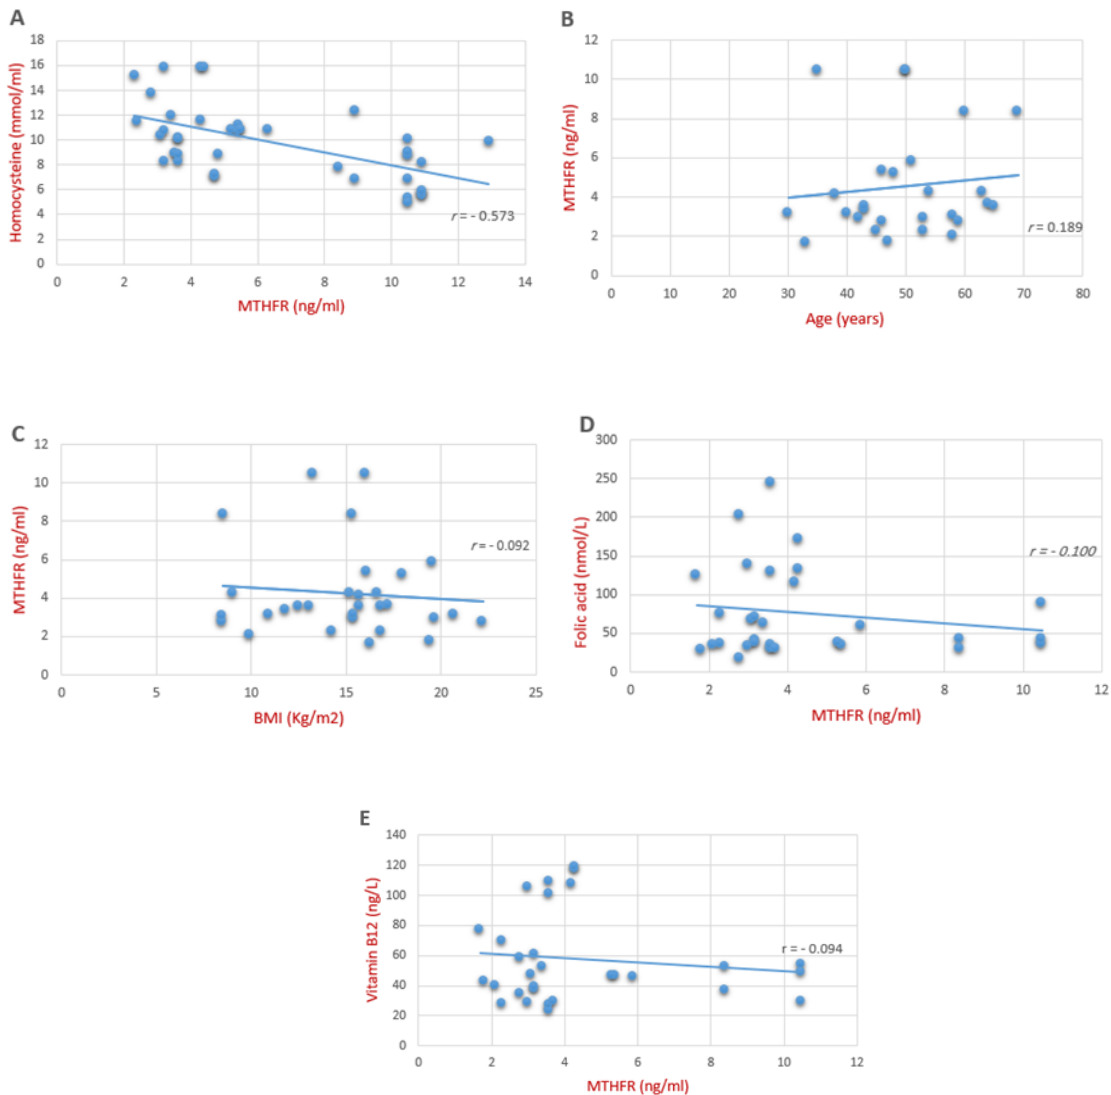 A
18
16
14
12
10
8
6
4
2
0
Homocysteine (mmol/ml)
r = - 0.573
0 2 4 6 8 10 12 14
MTHFR (ng/ml)
B
12
10
8
6
4
2
0
MTHFR (ng/ml)
r = 0.189
0 10 20 30 40 50 60 70 80
Age (years)
C
12
10
8
6
4
2
0
MTHFR (ng/ml)
r = - 0.092
0 5 10 15 20 25
BMI (Kg/m2)
D
300
250
200
150
100
50
0
Folic acid (nmol/L)
r = - 0.100
0 2 4 6 8 10 12
MTHFR (ng/ml)
E
140
120
100
80
60
40
20
0
Vitamin B12 (ng/L)
r = - 0.094
0 2 4 6 8 10 12
MTHFR (ng/ml)